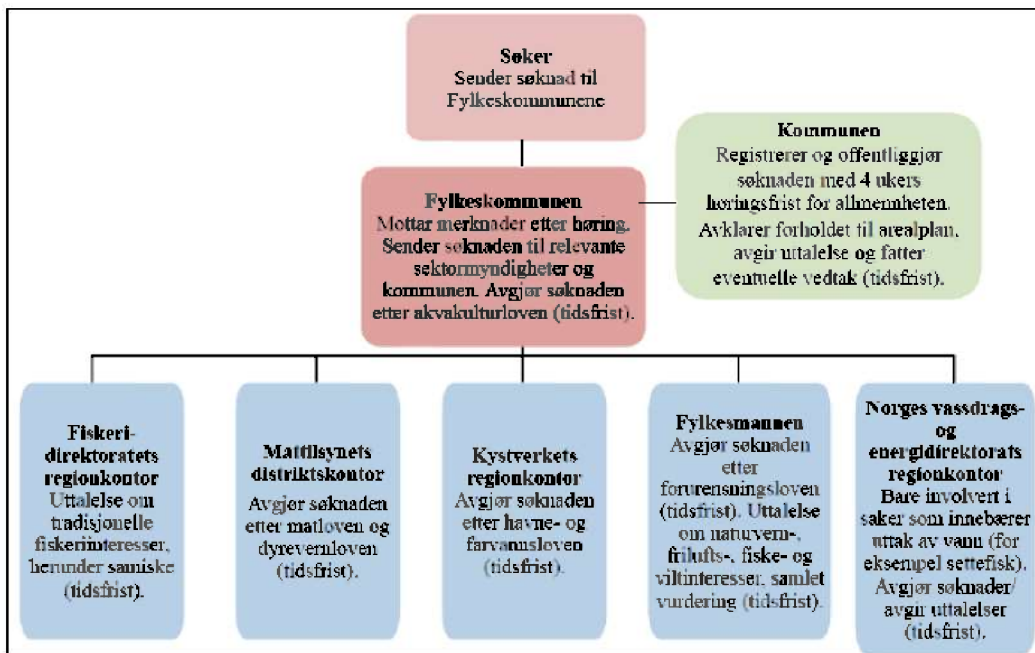 Søker
Sender søknad til
Fylkeskommunene
Kommunen
Registrerer og offentliggjør
søknaden med 4 ukers
høringsfrist for allmennheten.
Avklarer forholdet til arealplan,
avgir uttalelse og fatter
eventuelle vedtak (tidsfrist).
Fylkeskommunen
Mottar merknader etter høring.
Sender søknaden til relevante
sektormyndigheter og
kommunen. Avgjør søknaden
etter akvakulturloven (tidsfrist).
Fiskeri-
direktoratets
regionkontor
Uttalelse om
tradisjonelle
fiskeriinteresser,
herunder samiske
(tidsfrist).
Mattilsynets
distriktskontor
Avgjør søknaden
etter matloven og
dyrevernloven
(tidsfrist).
Kystverkets
regionkontor
Avgjør søknaden
etter havne- og
farvannsloven
(tidsfrist).
Fylkesmannen
Avgjør søknaden
etter
forurensningsloven
(tidsfrist). Uttalelse
om naturvern-,
frilufts-, fiske- og
viltinteresser, samlet
vurdering (tidsfrist).
Norges vassdrags-
og
energidirektorats
regionkontor
Bare involvert i
saker som innebærer
uttak av vann (for
eksempel settefisk).
Avgjør søknader/
avgir uttalelser
(tidsfrist).